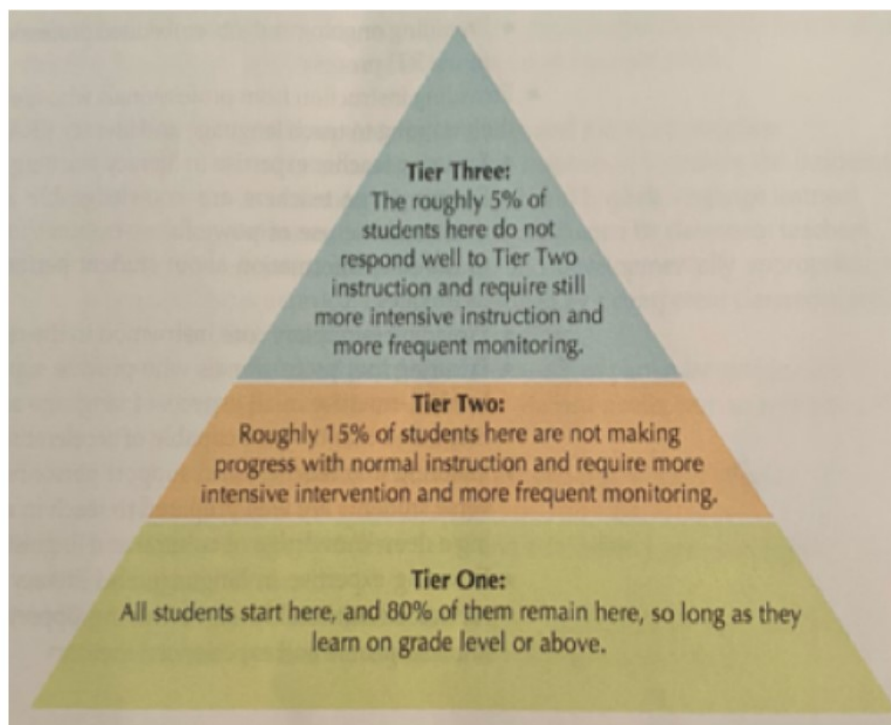 Tier Three:
The roughly 5% of
students here do not
respond well to Tier Two
instruction and require still
more intensive instruction and
more frequent monitoring.
Tier Two:
Roughly 15% of students here are not making
progress with normal instruction and require more
intensive intervention and more frequent monitoring.
Tier One:
All students start here, and 80% of them remain here, so long as they
learn on grade level or above.